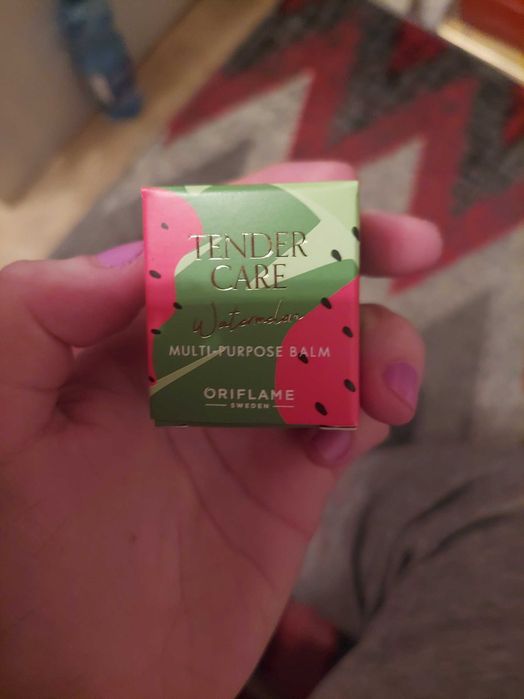 TENDER
CARE
Watermelon
MULTI-PURPOSE BALM
ORIFLAME
SWEDEN